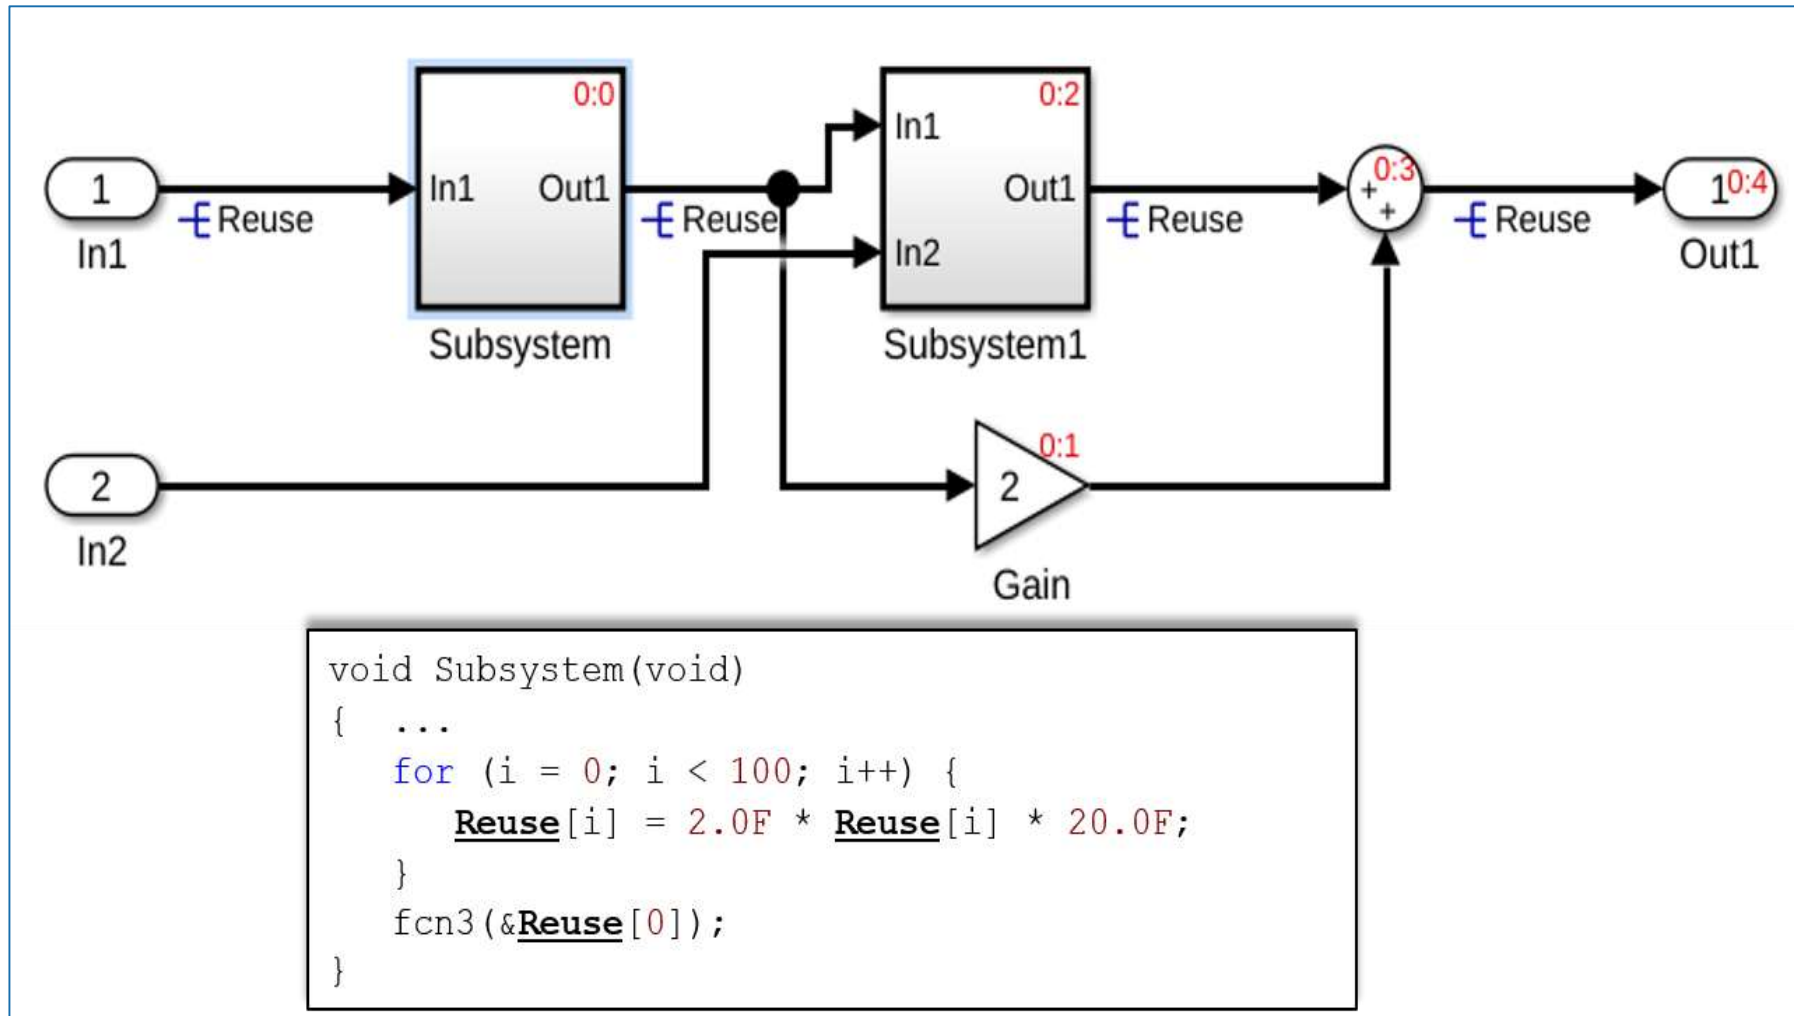 0:0
0:2
In1
1
In1
Out1
Out1
0:3
+
+
1
0:4
Reuse
Reuse
Reuse
Reuse
In1
In2
Out1
Subsystem
Subsystem1
0:1
2
2
In2
Gain
void Subsystem(void)
{ ...
for (i = 0; i < 100; i++) {
Reuse[i] = 2.0F * Reuse[i] * 20.0F;
}
fcn3(&Reuse[0]);
}